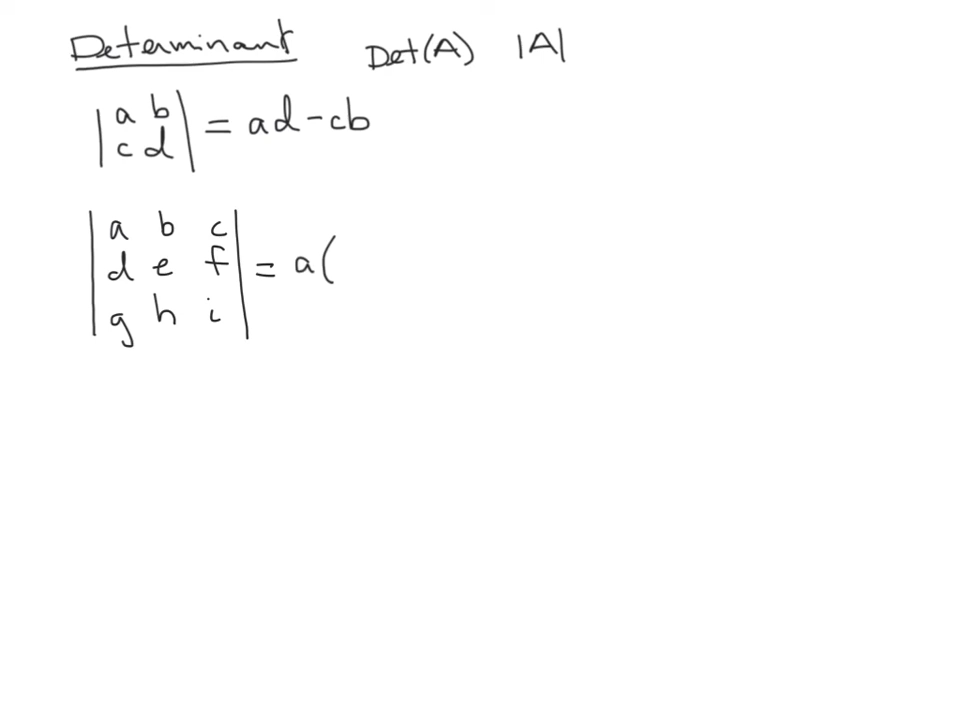 Determinant Det(A) |A|
|a b|
|c d| = ad-cb
|a b c|
|d e f| = a(
|g h i|